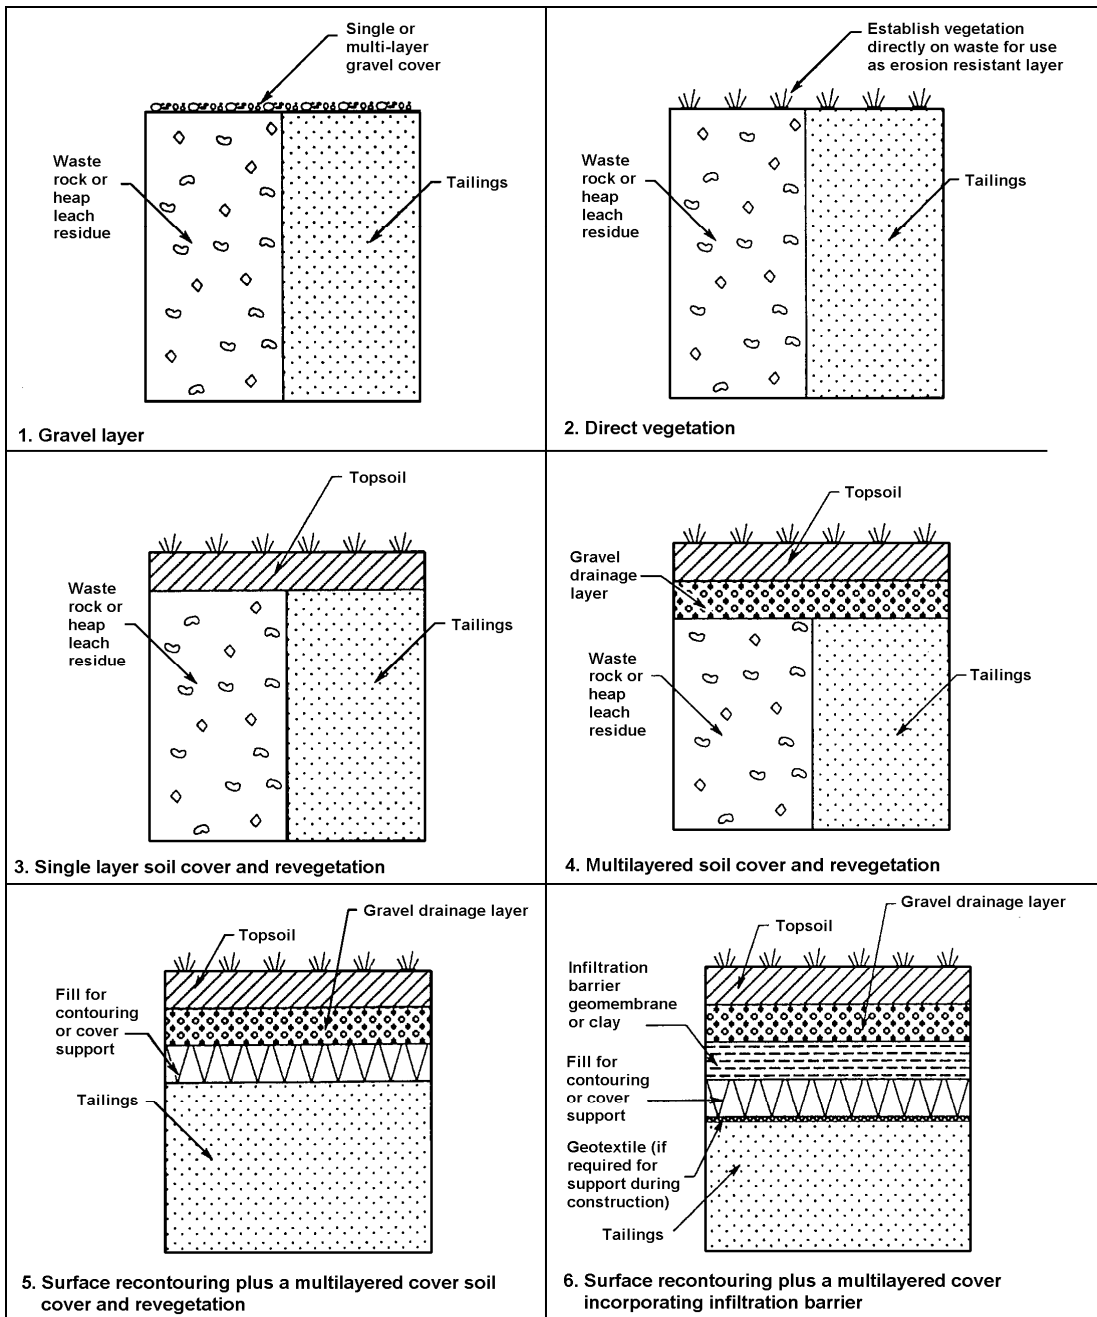 Single or
multi-layer
gravel cover
Waste
rock or
heap
leach
residue
Tailings
1. Gravel layer
Establish vegetation
directly on waste for use
as erosion resistant layer
Waste
rock or
heap
leach
residue
Tailings
2. Direct vegetation
Topsoil
Waste
rock or
heap
leach
residue
Tailings
3. Single layer soil cover and revegetation
Topsoil
Gravel
drainage
layer
Waste
rock or
heap
leach
residue
Tailings
4. Multilayered soil cover and revegetation
Gravel drainage layer
Topsoil
Fill for
contouring
or cover
support
Tailings
5. Surface recontouring plus a multilayered cover soil
cover and revegetation
Gravel drainage layer
Topsoil
Infiltration
barrier
geomembrane
or clay
Fill for
contouring
or cover
support
Geotextile (if
required for
support during
construction)
Tailings
6. Surface recontouring plus a multilayered cover
incorporating infiltration barrier